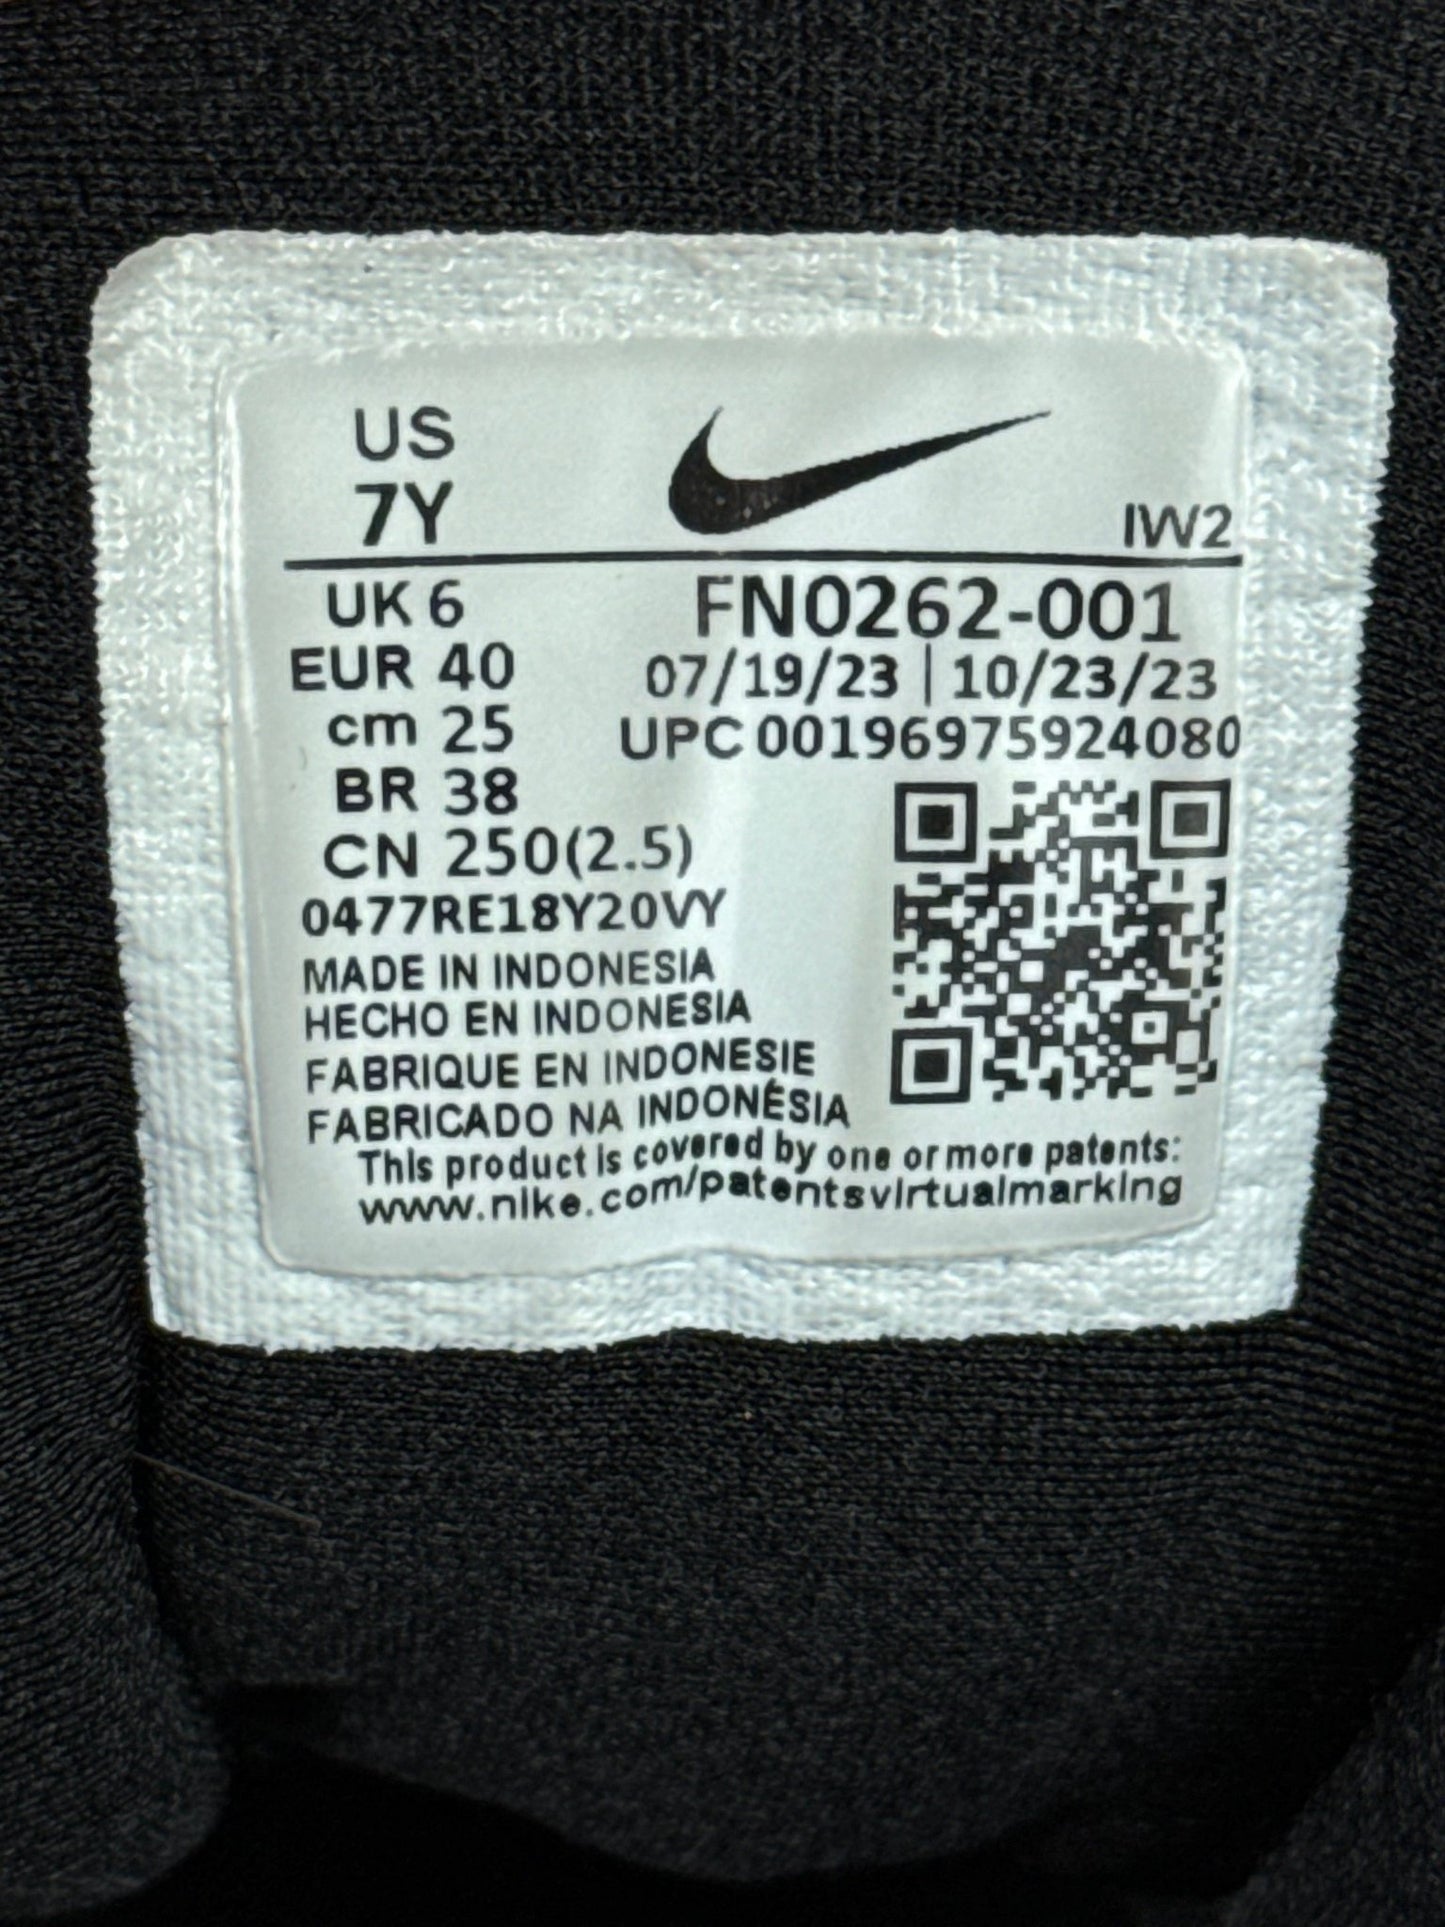 US
7Y
IW2
UK 6
EUR 40
cm 25
BR 38
CN 250(2.5)
FN0262-001
07/19/23 | 10/23/23
UPC 00196975924080
0477RE18Y20VY
MADE IN INDONESIA
HECHO EN INDONESIA
FABRIQUE EN INDONESIE
FABRICADO NA INDONÉSIA
This product is covered by one or more patents:
www.nike.com/patentsvirtualmarking